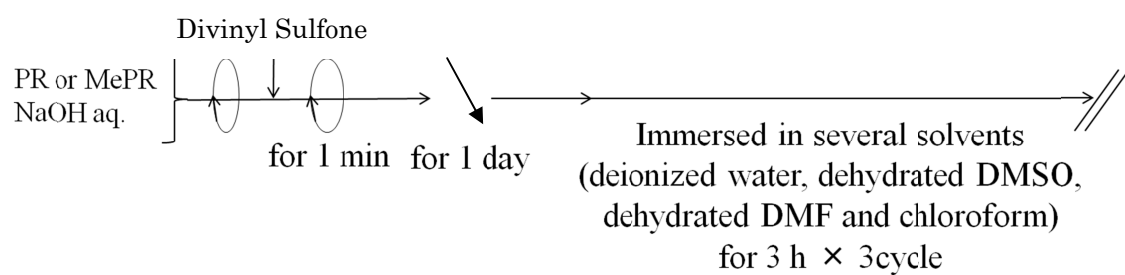 Divinyl Sulfone
PR or MePR
NaOH aq.
for 1 min
for 1 day
Immersed in several solvents
(deionized water, dehydrated DMSO,
dehydrated DMF and chloroform)
for 3 h × 3cycle